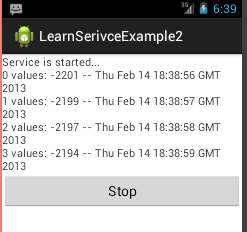 36
6:39
LearnSerivceExample2
Service is started...
0 values: -2201 -- Thu Feb 14 18:38:56 GMT
2013
1 values: -2199 -- Thu Feb 14 18:38:57 GMT
2013
2 values: -2197 -- Thu Feb 14 18:38:58 GMT
2013
3 values: -2194 -- Thu Feb 14 18:38:59 GMT
2013
Stop